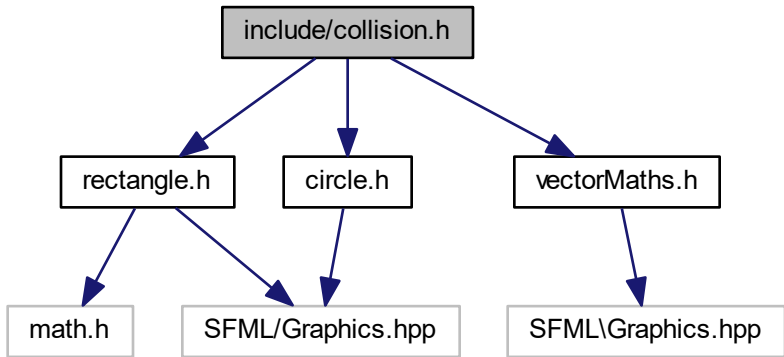 include/collision.h
rectangle.h
circle.h
vectorMaths.h
math.h
SFML/Graphics.hpp
SFML\Graphics.hpp